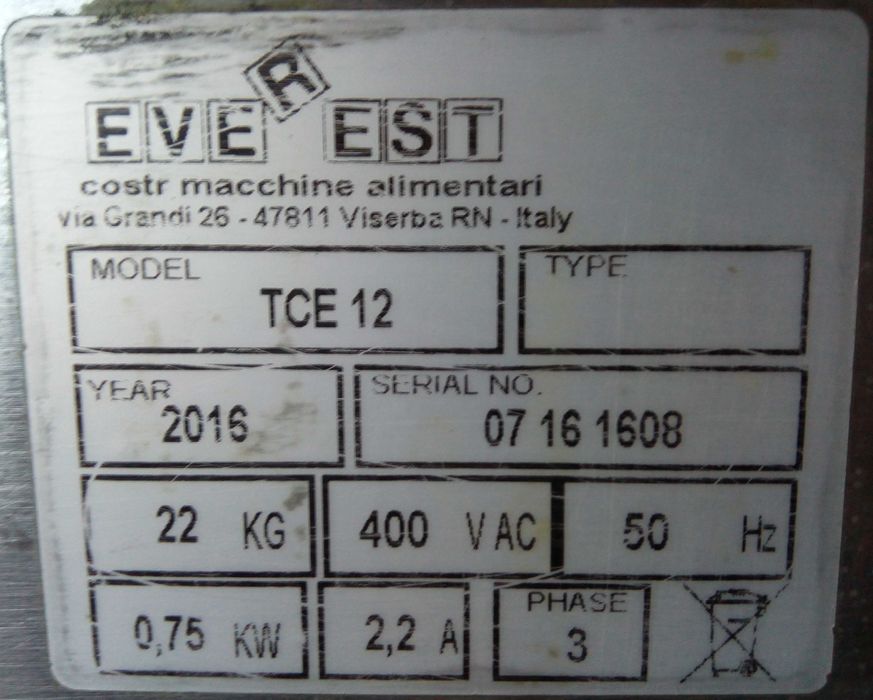 EVEREST
costr macchine alimentari
via Grandi 26 - 47811 Viserba RN - Italy
MODEL TYPE
TCE 12
YEAR SERIAL NO.
2016 07 16 1608
22 KG 400 V AC 50 Hz
0,75 KW 2,2 A PHASE
3